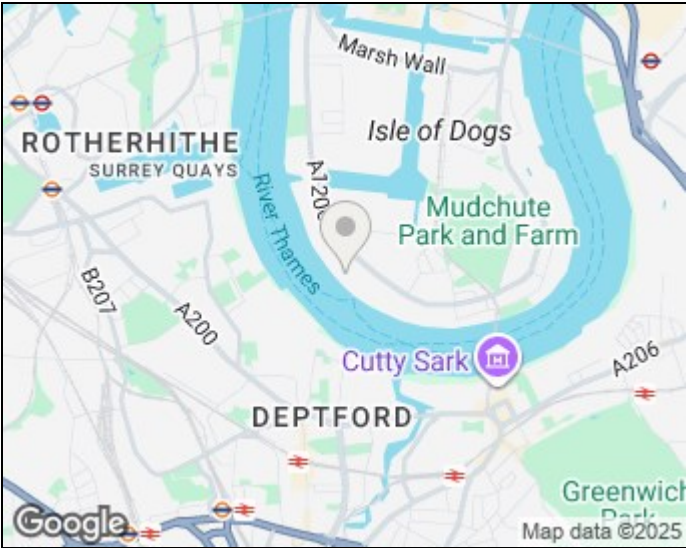 Marsh Wall
ROTHERHITHE
SURREY QUAYS
Isle of Dogs
A1206
River Thames
Mudchute
Park and Farm
B207
A200
Cutty Sark
A206
DEPTFORD
Greenwich
Park
Google
Map data ©2025